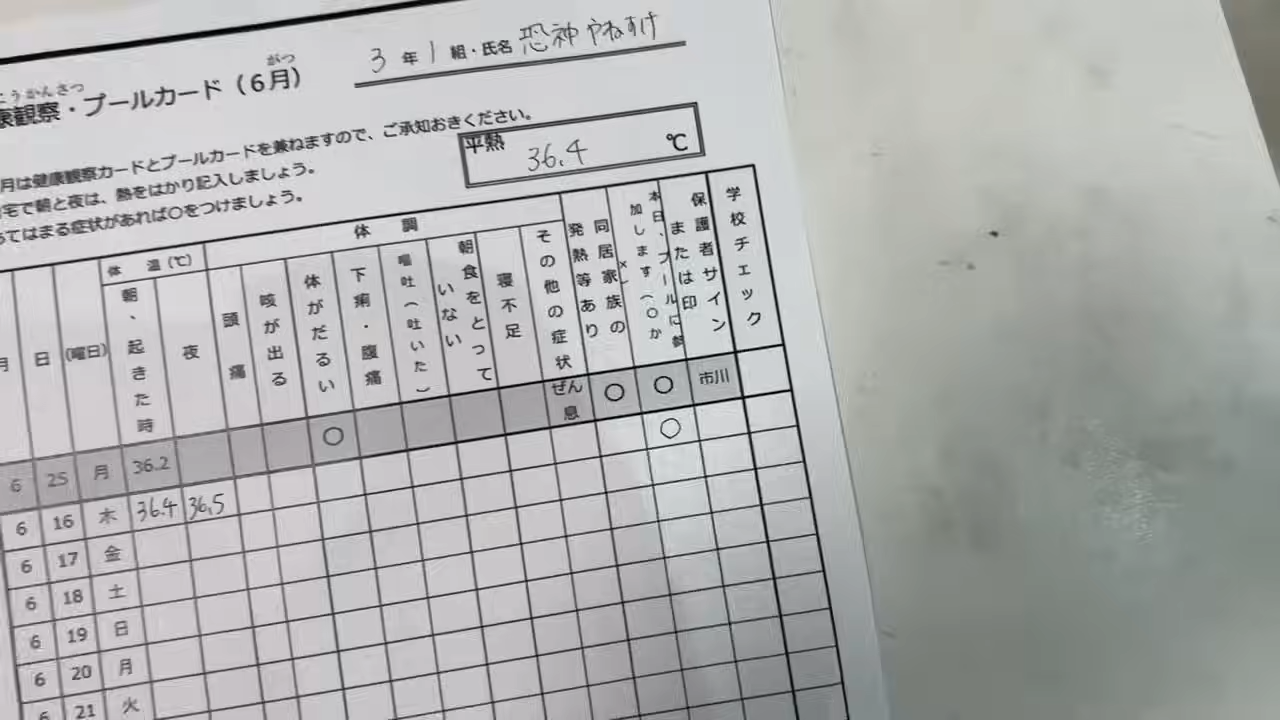 3年1組・氏名 恐神 やねすけ
こうかんさつ がつ
康観察・プールカード（6月）
月は健康観察カードとプールカードを兼ねますので、ご承知おきください。
宅で朝と夜は、熱をはかり記入しましょう。
てはまる症状があれば○をつけましょう。
平熱 36.4 ℃
月 日 (曜日) 体温(℃) 体調
朝、起きた時 夜 頭痛 咳が出る 体がだるい 下痢・腹痛 嘔吐(吐いた) 朝食をとっていない 寝不足 その他の症状 同居家族の発熱等あり 本日、プールに参加します(○か×) 保護者サインまたは印 学校チェック
6 25 月 36.2 ○ ぜん息 ○ ○ 市川
6 16 木 36.4 36.5 ○
6 17 金
6 18 土
6 19 日
6 20 月
6 21 火